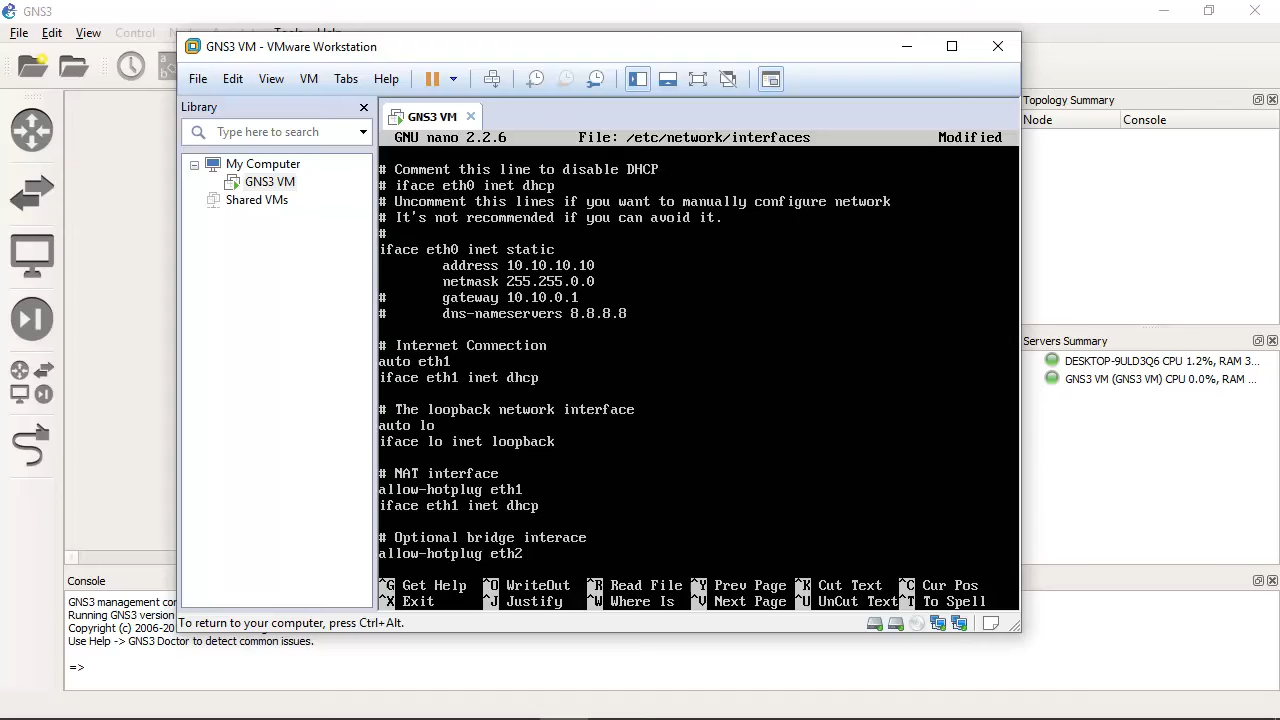 GNS3
File Edit View Control Tools Help
GNS3 VM - VMware Workstation
File Edit View VM Tabs Help
Library
Type here to search
My Computer
GNS3 VM
Shared VMs
GNS3 VM
GNU nano 2.2.6 File: /etc/network/interfaces Modified
# Comment this line to disable DHCP
# iface eth0 inet dhcp
# Uncomment this lines if you want to manually configure network
# It's not recommended if you can avoid it.
#
iface eth0 inet static
address 10.10.10.10
netmask 255.255.0.0
# gateway 10.10.0.1
# dns-nameservers 8.8.8.8
# Internet Connection
auto eth1
iface eth1 inet dhcp
# The loopback network interface
auto lo
iface lo inet loopback
# NAT interface
allow-hotplug eth1
iface eth1 inet dhcp
# Optional bridge interace
allow-hotplug eth2
^G Get Help ^O WriteOut ^R Read File ^Y Prev Page ^K Cut Text ^C Cur Pos
^X Exit ^J Justify ^W Where Is ^V Next Page ^U UnCut Text ^T To Spell
To return to your computer, press Ctrl+Alt.
Topology Summary
Node Console
Servers Summary
DESKTOP-9ULD3Q6 CPU 1.2%, RAM 3...
GNS3 VM (GNS3 VM) CPU 0.0%, RAM ...
Console
GNS3 management con
Running GNS3 version
Copyright (c) 2006-20
Use Help -> GNS3 Doctor to detect common issues.
=>